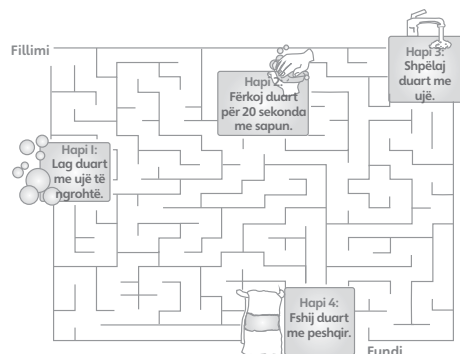 Fillimi
Hapi 1:
Lag duart
me ujë të
ngrohtë.
Hapi 2:
Fërkoj duart
për 20 sekonda
me sapun.
Hapi 3:
Shpëlaj
duart me
ujë.
Hapi 4:
Fshij duart
me peshqir.
Fundi